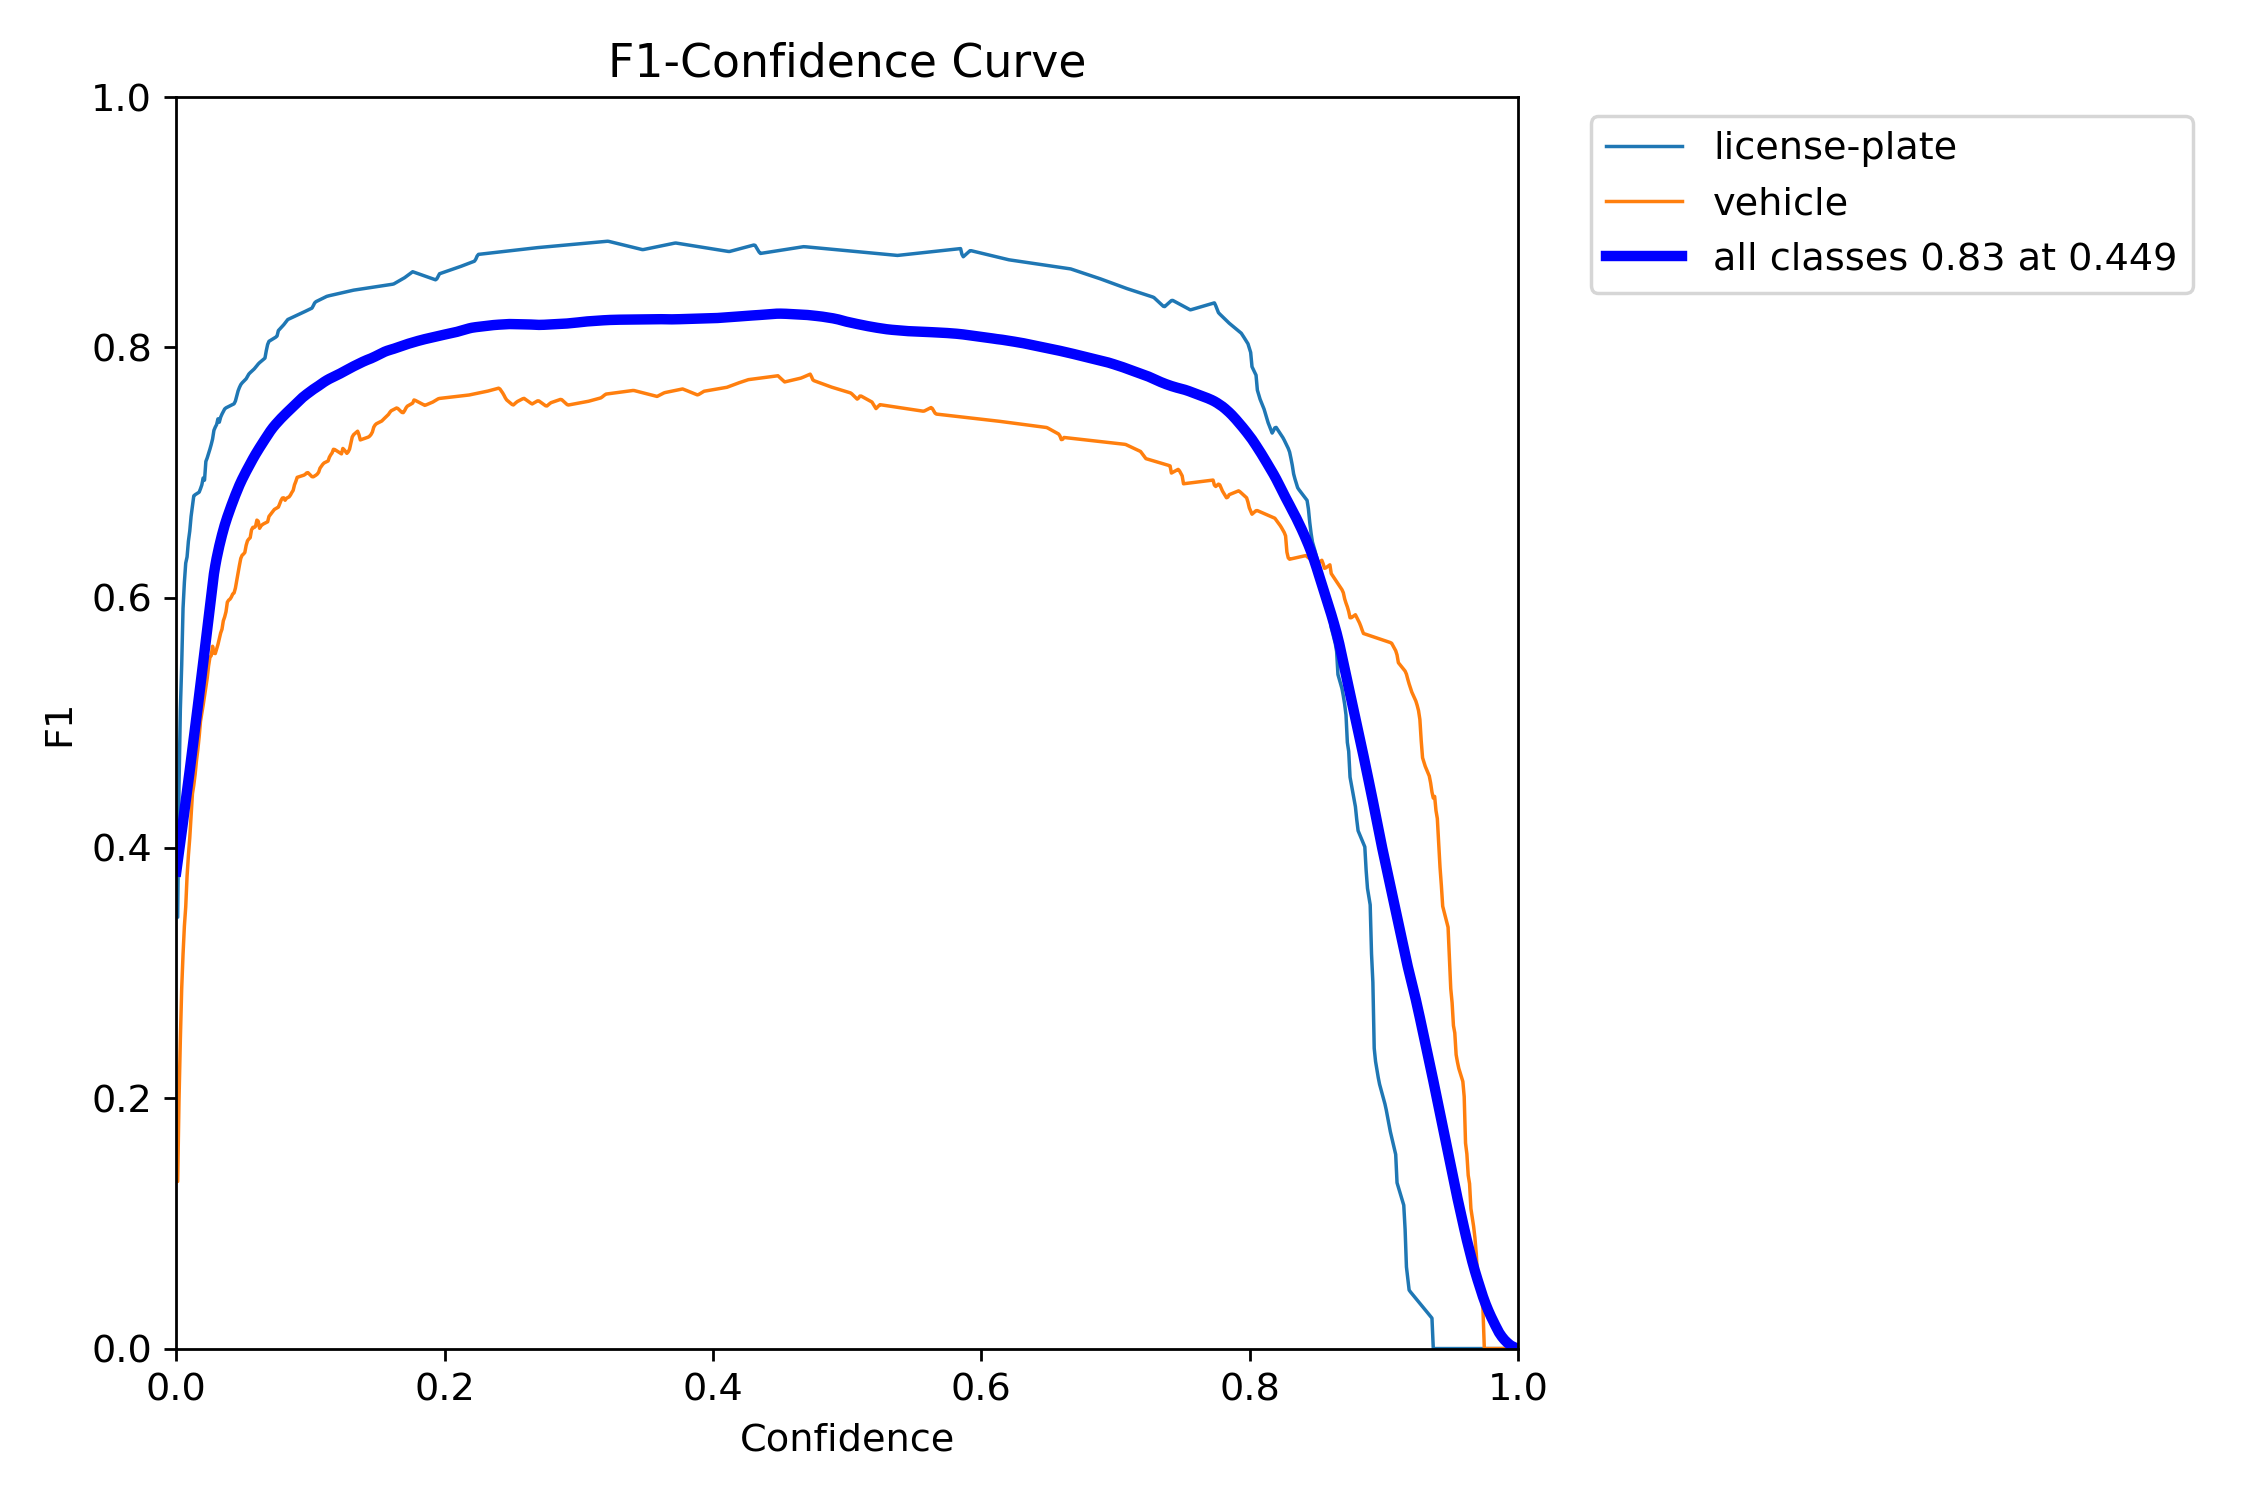 F1-Confidence Curve
license-plate
vehicle
all classes 0.83 at 0.449
1.0
0.8
0.6
0.4
0.2
0.0
F1
0.0 0.2 0.4 0.6 0.8 1.0
Confidence